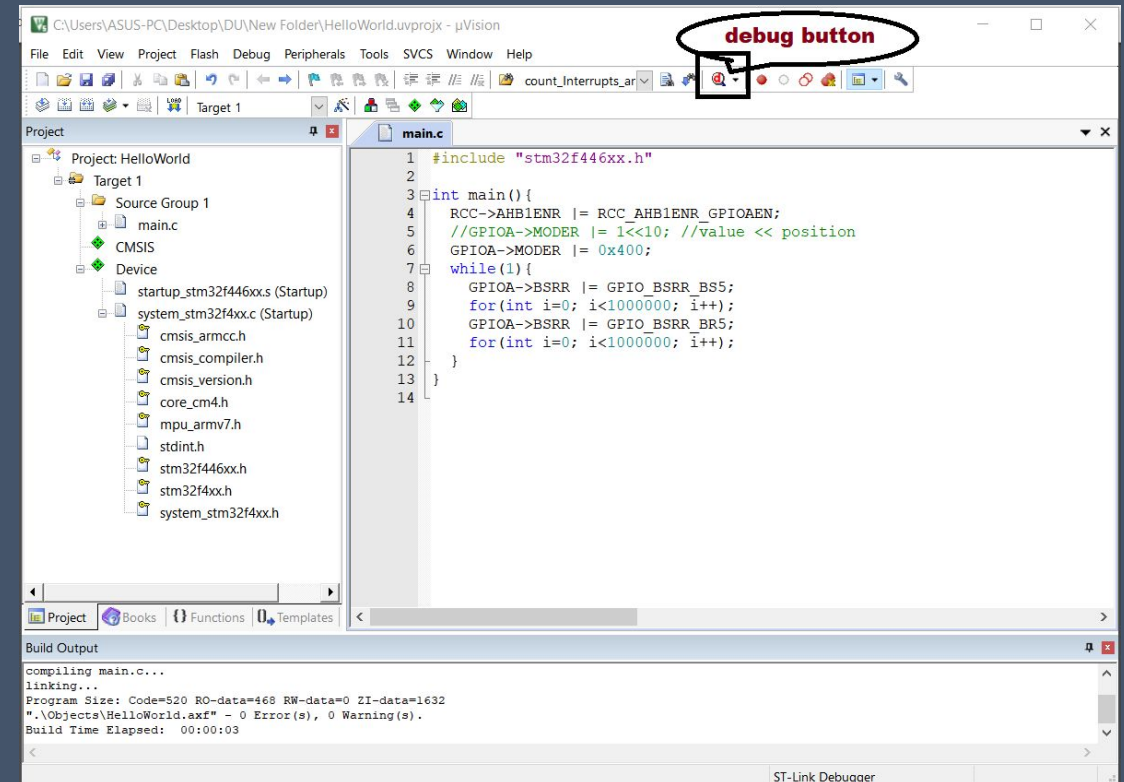 C:\Users\ASUS-PC\Desktop\DU\New Folder\HelloWorld.uvprojx - µVision
debug button
File Edit View Project Flash Debug Peripherals Tools SVCS Window Help
count_Interrupts_ar
LOAD
Target 1
Project
main.c
Project: HelloWorld
Target 1
Source Group 1
main.c
CMSIS
Device
startup_stm32f446xx.s (Startup)
system_stm32f4xx.c (Startup)
cmsis_armcc.h
cmsis_compiler.h
cmsis_version.h
core_cm4.h
mpu_armv7.h
stdint.h
stm32f446xx.h
stm32f4xx.h
system_stm32f4xx.h
1 #include "stm32f446xx.h"
2
3 int main(){
4 RCC->AHB1ENR |= RCC_AHB1ENR_GPIOAEN;
5 //GPIOA->MODER |= 1<<10; //value << position
6 GPIOA->MODER |= 0x400;
7 while(1){
8 GPIOA->BSRR |= GPIO_BSRR_BS5;
9 for(int i=0; i<1000000; i++);
10 GPIOA->BSRR |= GPIO_BSRR_BR5;
11 for(int i=0; i<1000000; i++);
12 }
13 }
14
Project Books {} Functions Templates
Build Output
compiling main.c...
linking...
Program Size: Code=520 RO-data=468 RW-data=0 ZI-data=1632
".\Objects\HelloWorld.axf" - 0 Error(s), 0 Warning(s).
Build Time Elapsed: 00:00:03
ST-Link Debugger